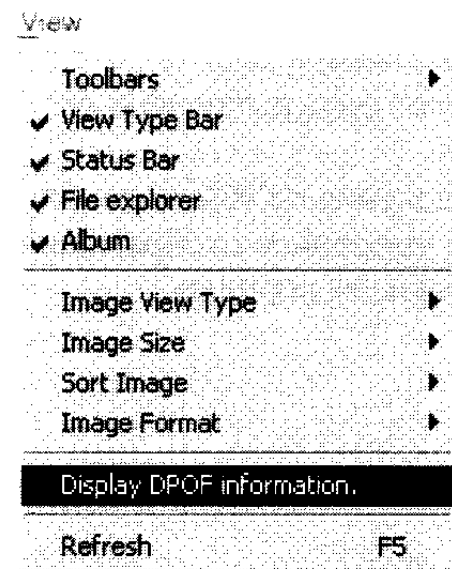 View
Toolbars
View Type Bar
Status Bar
File explorer
Album
Image View Type
Image Size
Sort Image
Image Format
Display DPOF information.
Refresh F5